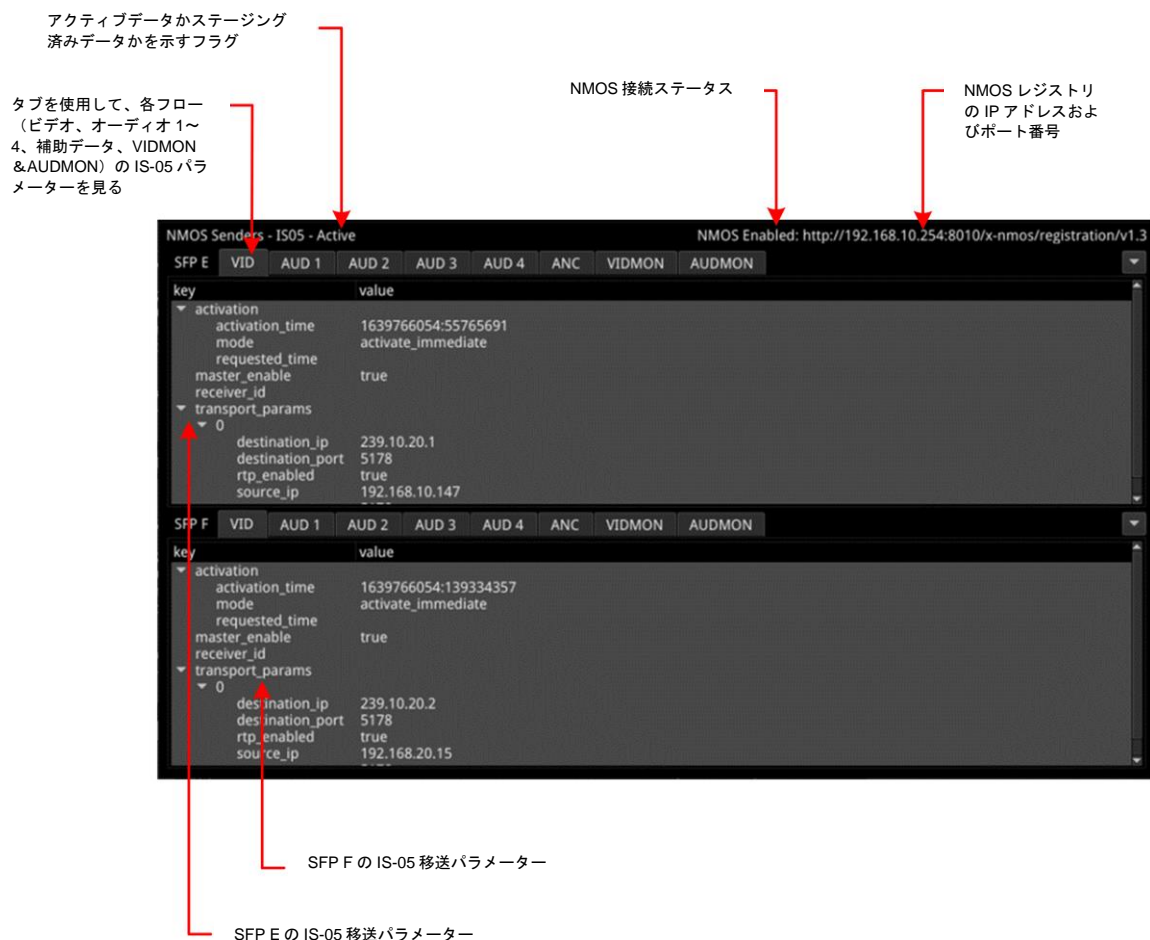 アクティブデータかステージング
済みデータかを示すフラグ
タブを使用して、各フロー
(ビデオ、オーディオ 1～
4、補助データ、VIDMON
&AUDMON)の IS-05 パラ
メーターを見る
NMOS 接続ステータス
NMOS レジストリ
の IP アドレスおよ
びポート番号
NMOS Senders - IS05 - Active
NMOS Enabled: http://192.168.10.254:8010/x-nmos/registration/v1.3
SFP E VID AUD 1 AUD 2 AUD 3 AUD 4 ANC VIDMON AUDMON
key value
activation
activation_time 1639766054:55765691
mode activate_immediate
requested_time
master_enable true
receiver_id
transport_params
0
destination_ip 239.10.20.1
destination_port 5178
rtp_enabled true
source_ip 192.168.10.147
SFP F VID AUD 1 AUD 2 AUD 3 AUD 4 ANC VIDMON AUDMON
key value
activation
activation_time 1639766054:139334357
mode activate_immediate
requested_time
master_enable true
receiver_id
transport_params
0
destination_ip 239.10.20.2
destination_port 5178
rtp_enabled true
source_ip 192.168.20.15
SFP F の IS-05 移送パラメーター
SFP E の IS-05 移送パラメーター